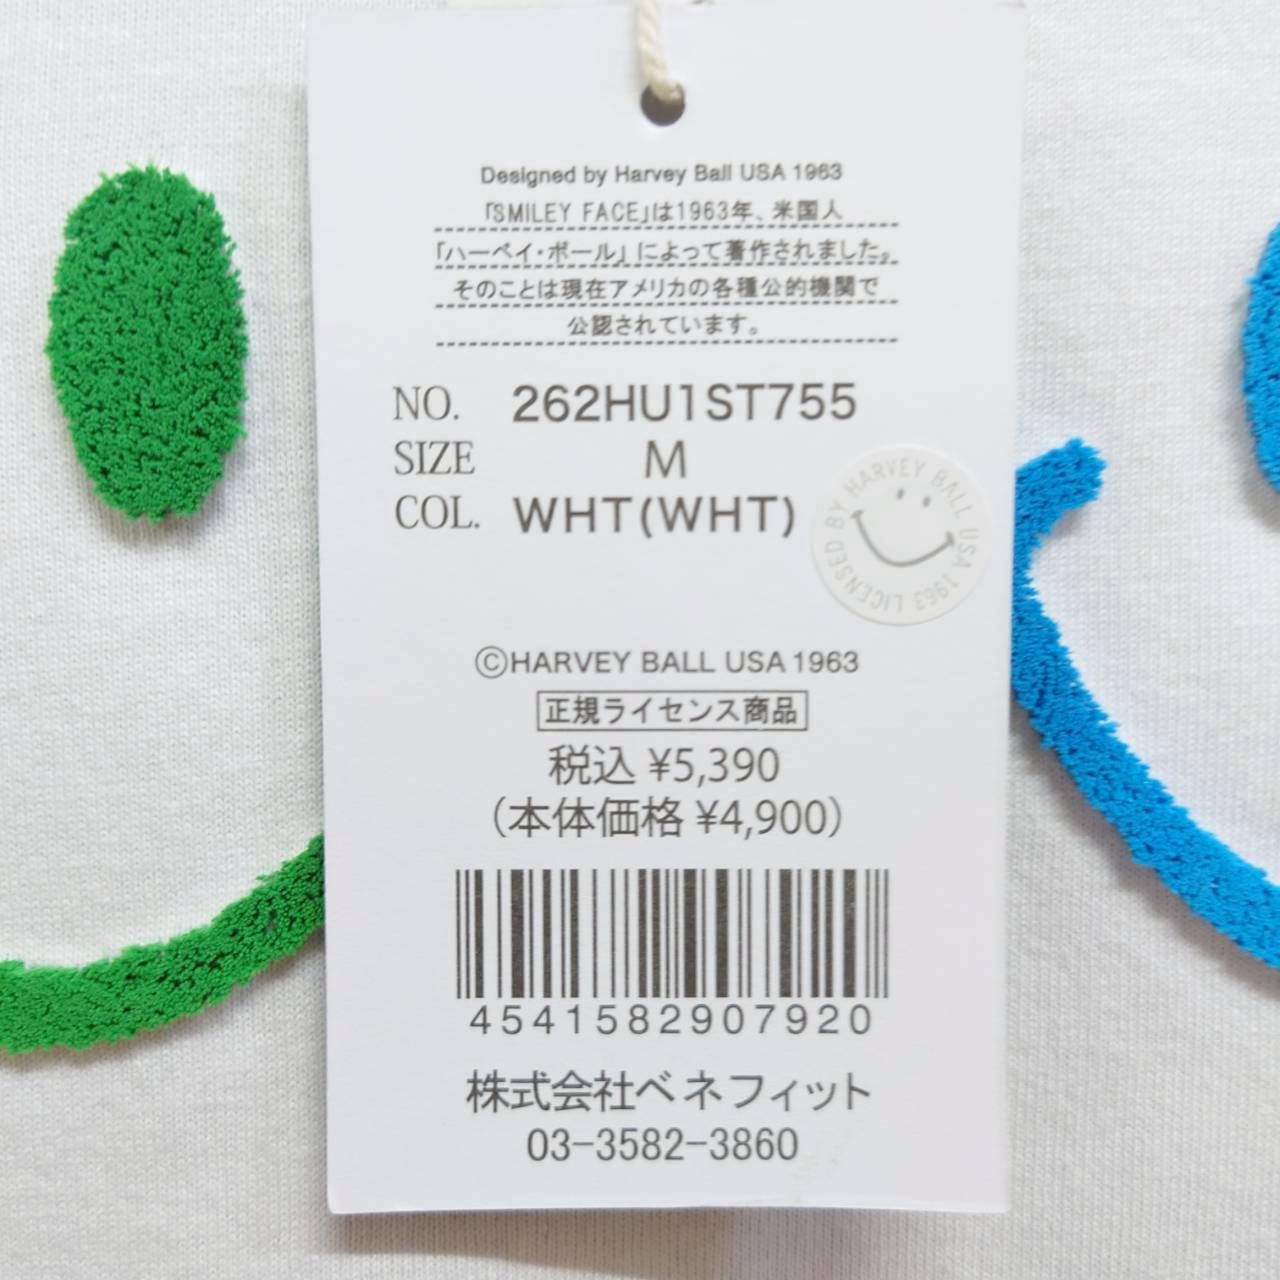 Designed by Harvey Ball USA 1963
「SMILEY FACE」は1963年、米国人
「ハーベイ・ボール」によって著作されました。
そのことは現在アメリカの各種公的機関で
公認されています。
NO. 262HU1ST755
SIZE M
COL. WHT(WHT)
LICENSED BY HARVEY BALL USA 1963
©HARVEY BALL USA 1963
正規ライセンス商品
税込 ¥5,390
（本体価格 ¥4,900）
4541582907920
株式会社ベネフィット
03-3582-3860